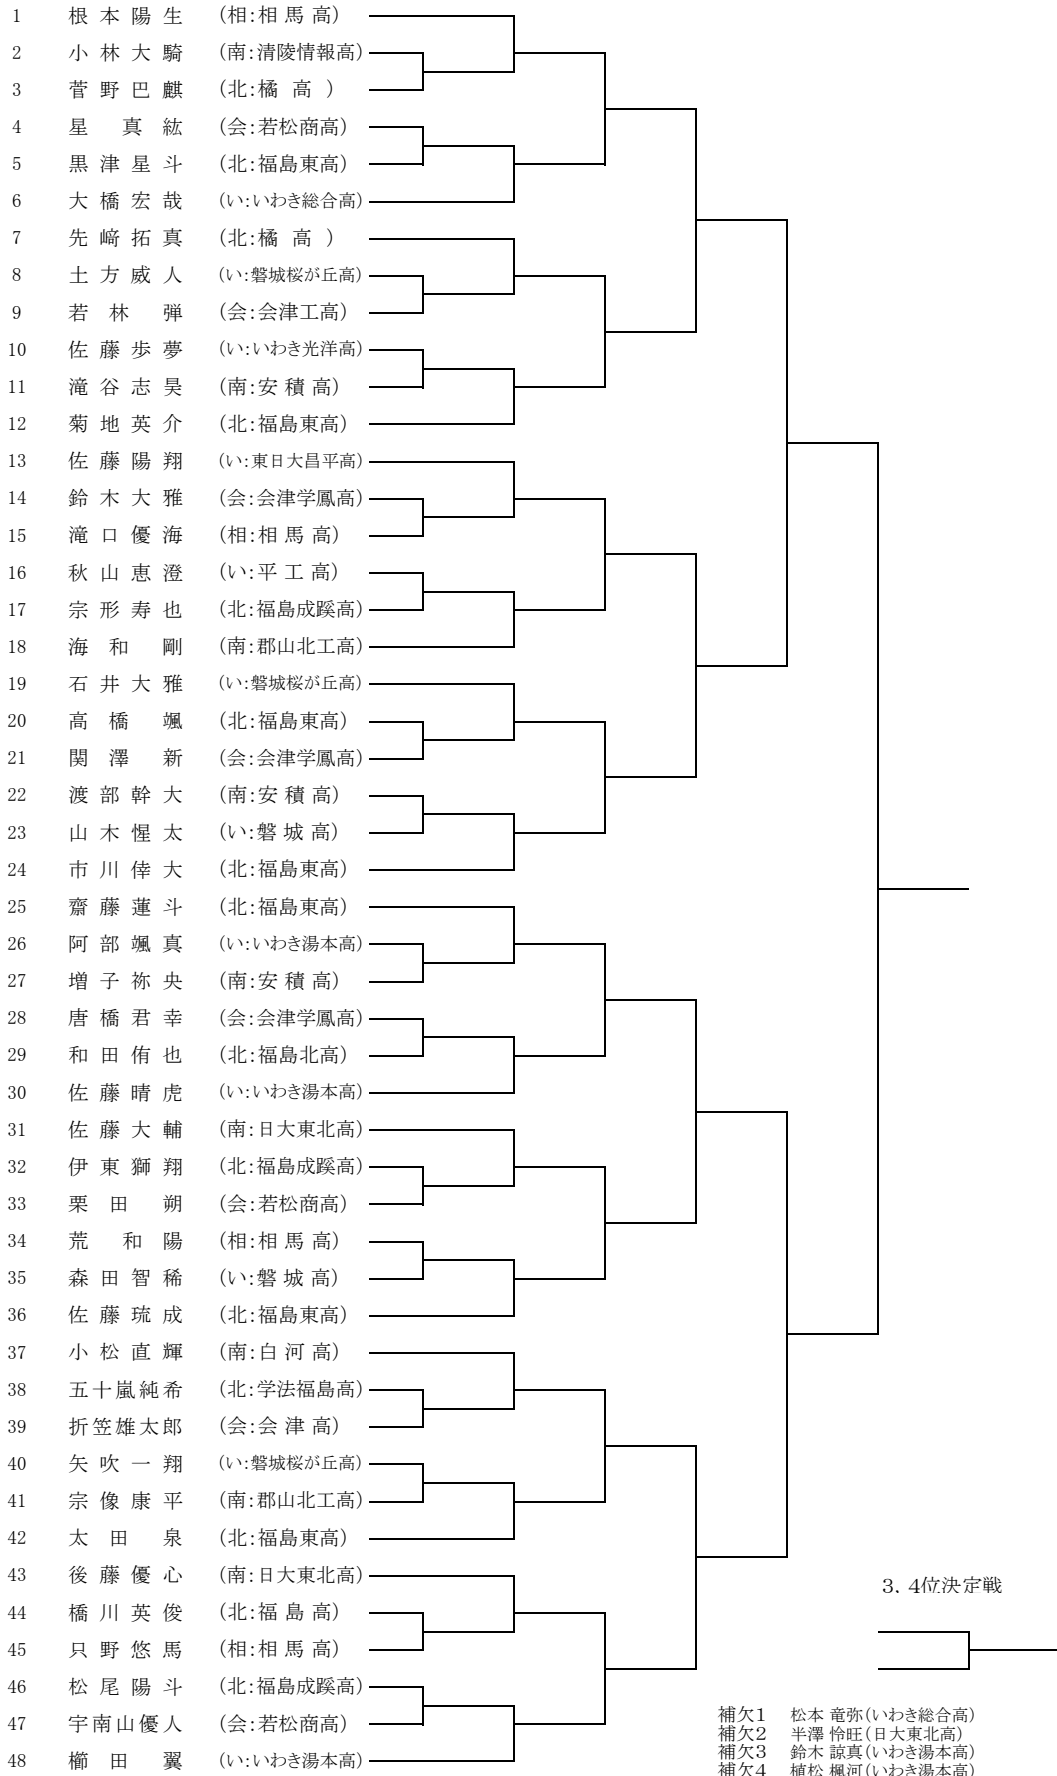 1 根本陽生 (相:相馬高)
2 小林大騎 (南:清陵情報高)
3 菅野巴麒 (北:橘高)
4 星真紘 (会:若松商高)
5 黒津星斗 (北:福島東高)
6 大橋宏哉 (い:いわき総合高)
7 先﨑拓真 (北:橘高)
8 土方威人 (い:磐城桜が丘高)
9 若林弾 (会:会津工高)
10 佐藤歩夢 (い:いわき光洋高)
11 滝谷志昊 (南:安積高)
12 菊地英介 (北:福島東高)
13 佐藤陽翔 (い:東日大昌平高)
14 鈴木大雅 (会:会津学鳳高)
15 滝口優海 (相:相馬高)
16 秋山恵澄 (い:平工高)
17 宗形寿也 (北:福島成蹊高)
18 海和剛 (南:郡山北工高)
19 石井大雅 (い:磐城桜が丘高)
20 高橋颯 (北:福島東高)
21 関澤新 (会:会津学鳳高)
22 渡部幹大 (南:安積高)
23 山木惺太 (い:磐城高)
24 市川倖大 (北:福島東高)
25 齋藤蓮斗 (北:福島東高)
26 阿部颯真 (い:いわき湯本高)
27 増子祢央 (南:安積高)
28 唐橋君幸 (会:会津学鳳高)
29 和田侑也 (北:福島北高)
30 佐藤晴虎 (い:いわき湯本高)
31 佐藤大輔 (南:日大東北高)
32 伊東獅翔 (北:福島成蹊高)
33 栗田朔 (会:若松商高)
34 荒和陽 (相:相馬高)
35 森田智稀 (い:磐城高)
36 佐藤琉成 (北:福島東高)
37 小松直輝 (南:白河高)
38 五十嵐純希 (北:学法福島高)
39 折笠雄太郎 (会:会津高)
40 矢吹一翔 (い:磐城桜が丘高)
41 宗像康平 (南:郡山北工高)
42 太田泉 (北:福島東高)
43 後藤優心 (南:日大東北高)
44 橋川英俊 (北:福島高)
45 只野悠馬 (相:相馬高)
46 松尾陽斗 (北:福島成蹊高)
47 宇南山優人 (会:若松商高)
48 櫛田翼 (い:いわき湯本高)
3,4位決定戦
補欠1 松本 竜弥(いわき総合高)
補欠2 半澤 怜旺(日大東北高)
補欠3 鈴木 諒真(いわき湯本高)
補欠4 植松 楓河(いわき湯本高)